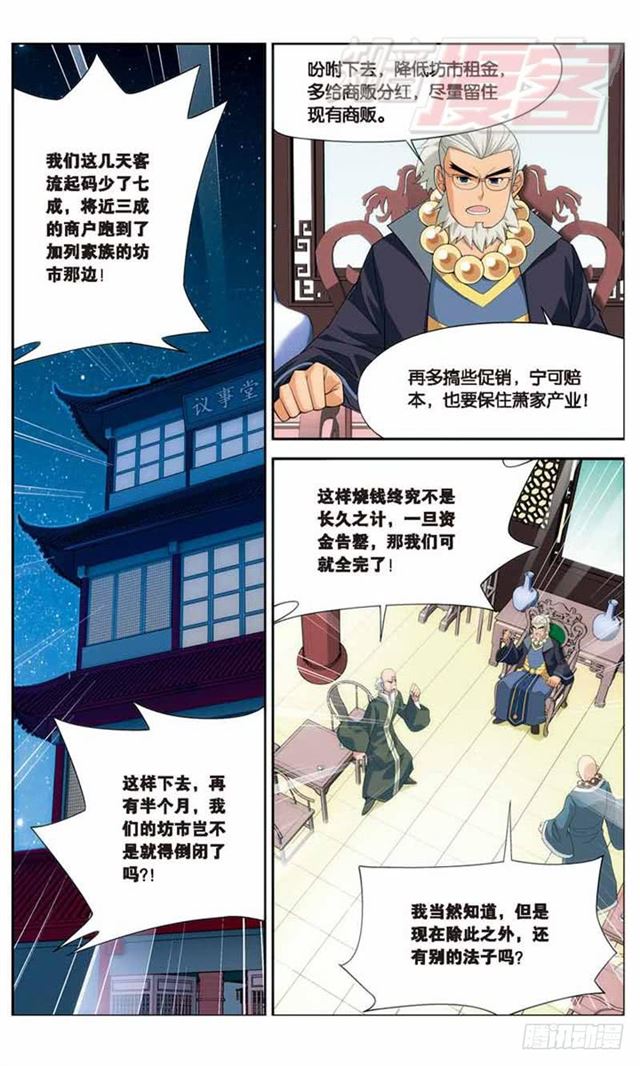 我们这几天客
流起码少了七
成，将近三成
的商户跑到了
加列家族的坊
市那边！
议事堂
这样下去，再
有半个月，我
们的坊市岂不
是就得倒闭了
吗？！
知音漫客
吩咐下去，降低坊市租金，
多给商贩分红，尽量留住
现有商贩。
再多搞些促销，宁可赔
本，也要保住萧家产业！
这样烧钱终究不是
长久之计，一旦资
金告罄，那我们可
就全完了！
我当然知道，但是
现在除此之外，还
有别的法子吗？
腾讯动漫